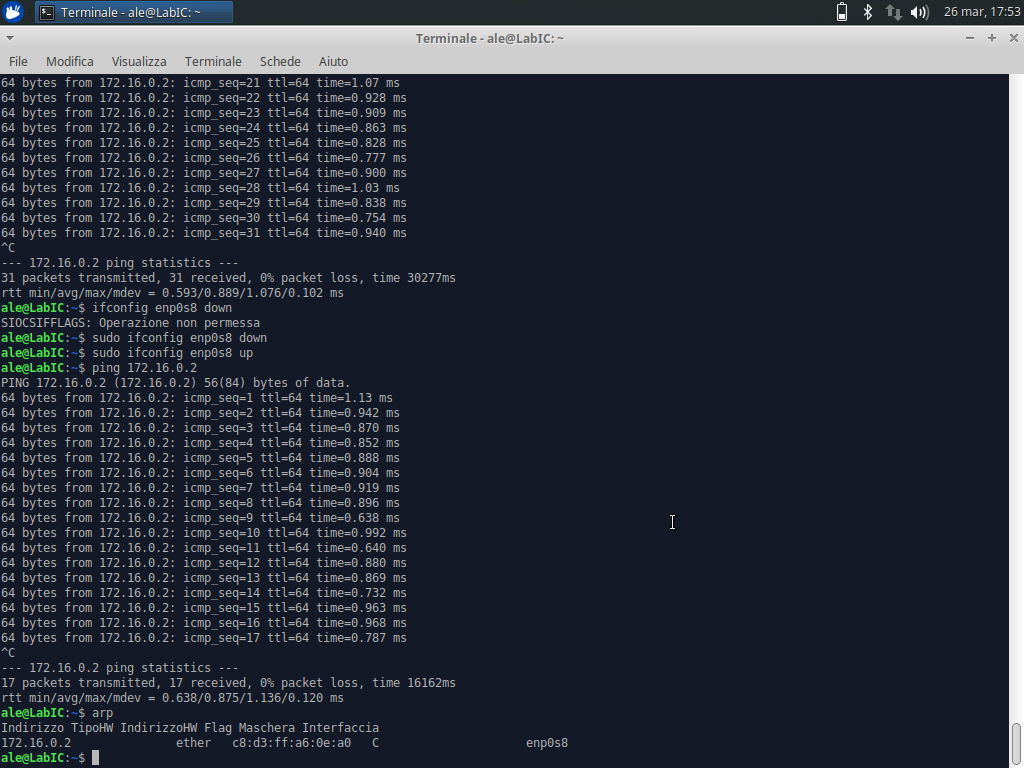 Terminale - ale@LabIC: ~
26 mar, 17:53
Terminale - ale@LabIC: ~
File Modifica Visualizza Terminale Schede Aiuto
64 bytes from 172.16.0.2: icmp_seq=21 ttl=64 time=1.07 ms
64 bytes from 172.16.0.2: icmp_seq=22 ttl=64 time=0.928 ms
64 bytes from 172.16.0.2: icmp_seq=23 ttl=64 time=0.909 ms
64 bytes from 172.16.0.2: icmp_seq=24 ttl=64 time=0.863 ms
64 bytes from 172.16.0.2: icmp_seq=25 ttl=64 time=0.828 ms
64 bytes from 172.16.0.2: icmp_seq=26 ttl=64 time=0.777 ms
64 bytes from 172.16.0.2: icmp_seq=27 ttl=64 time=0.900 ms
64 bytes from 172.16.0.2: icmp_seq=28 ttl=64 time=1.03 ms
64 bytes from 172.16.0.2: icmp_seq=29 ttl=64 time=0.838 ms
64 bytes from 172.16.0.2: icmp_seq=30 ttl=64 time=0.754 ms
64 bytes from 172.16.0.2: icmp_seq=31 ttl=64 time=0.940 ms
^C
--- 172.16.0.2 ping statistics ---
31 packets transmitted, 31 received, 0% packet loss, time 30277ms
rtt min/avg/max/mdev = 0.593/0.889/1.076/0.102 ms
ale@LabIC:~$ ifconfig enp0s8 down
SIOCSIFFLAGS: Operazione non permessa
ale@LabIC:~$ sudo ifconfig enp0s8 down
ale@LabIC:~$ sudo ifconfig enp0s8 up
ale@LabIC:~$ ping 172.16.0.2
PING 172.16.0.2 (172.16.0.2) 56(84) bytes of data.
64 bytes from 172.16.0.2: icmp_seq=1 ttl=64 time=1.13 ms
64 bytes from 172.16.0.2: icmp_seq=2 ttl=64 time=0.942 ms
64 bytes from 172.16.0.2: icmp_seq=3 ttl=64 time=0.870 ms
64 bytes from 172.16.0.2: icmp_seq=4 ttl=64 time=0.852 ms
64 bytes from 172.16.0.2: icmp_seq=5 ttl=64 time=0.888 ms
64 bytes from 172.16.0.2: icmp_seq=6 ttl=64 time=0.904 ms
64 bytes from 172.16.0.2: icmp_seq=7 ttl=64 time=0.919 ms
64 bytes from 172.16.0.2: icmp_seq=8 ttl=64 time=0.896 ms
64 bytes from 172.16.0.2: icmp_seq=9 ttl=64 time=0.638 ms
64 bytes from 172.16.0.2: icmp_seq=10 ttl=64 time=0.992 ms
64 bytes from 172.16.0.2: icmp_seq=11 ttl=64 time=0.640 ms
64 bytes from 172.16.0.2: icmp_seq=12 ttl=64 time=0.880 ms
64 bytes from 172.16.0.2: icmp_seq=13 ttl=64 time=0.869 ms
64 bytes from 172.16.0.2: icmp_seq=14 ttl=64 time=0.732 ms
64 bytes from 172.16.0.2: icmp_seq=15 ttl=64 time=0.963 ms
64 bytes from 172.16.0.2: icmp_seq=16 ttl=64 time=0.968 ms
64 bytes from 172.16.0.2: icmp_seq=17 ttl=64 time=0.787 ms
^C
--- 172.16.0.2 ping statistics ---
17 packets transmitted, 17 received, 0% packet loss, time 16162ms
rtt min/avg/max/mdev = 0.638/0.875/1.136/0.120 ms
ale@LabIC:~$ arp
Indirizzo TipoHW IndirizzoHW Flag Maschera Interfaccia
172.16.0.2 ether c8:d3:ff:a6:0e:a0 C enp0s8
ale@LabIC:~$